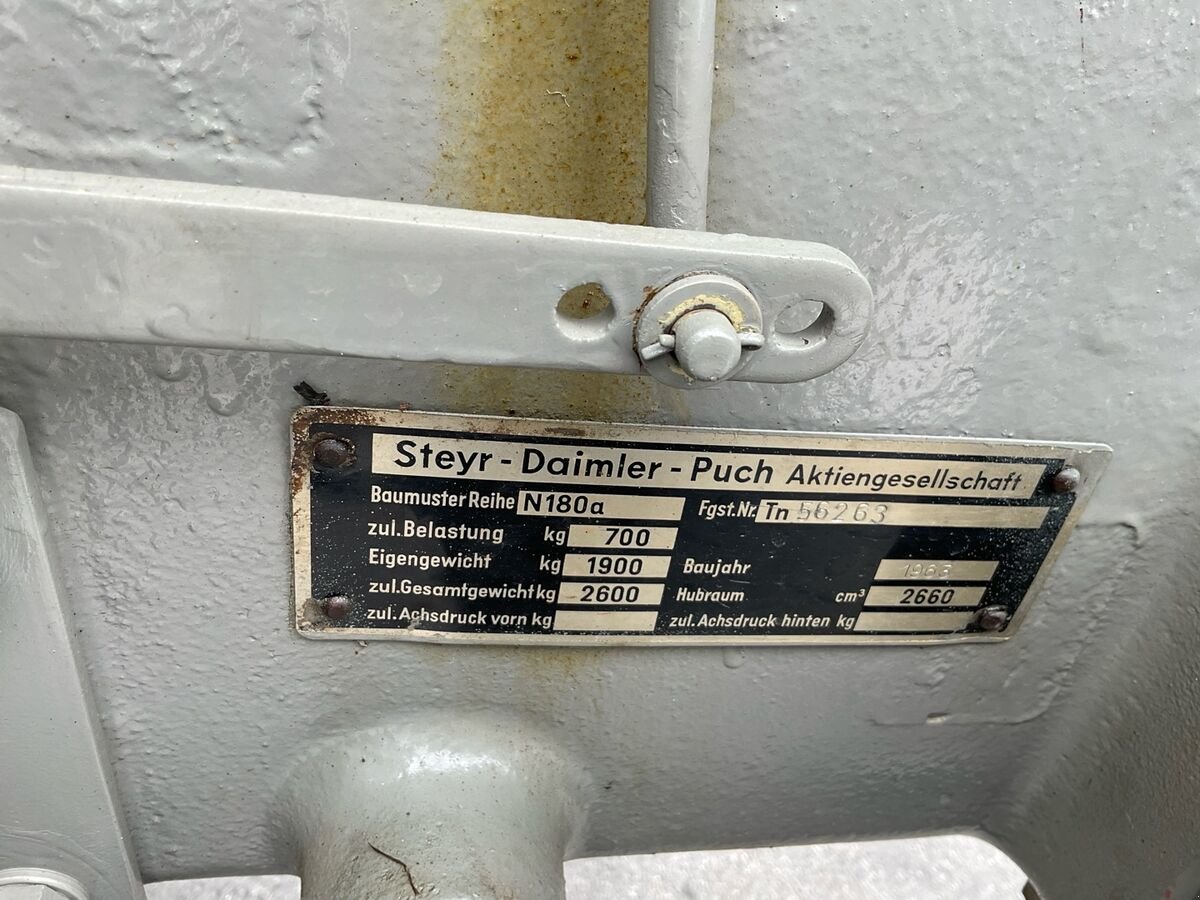 Steyr - Daimler - Puch Aktiengesellschaft
Baumuster Reihe N180a Fgst.Nr. Tn 56263
zul.Belastung kg 700
Eigengewicht kg 1900 Baujahr 1963
zul.Gesamtgewicht kg 2600 Hubraum cm³ 2660
zul.Achsdruck vorn kg zul.Achsdruck hinten kg